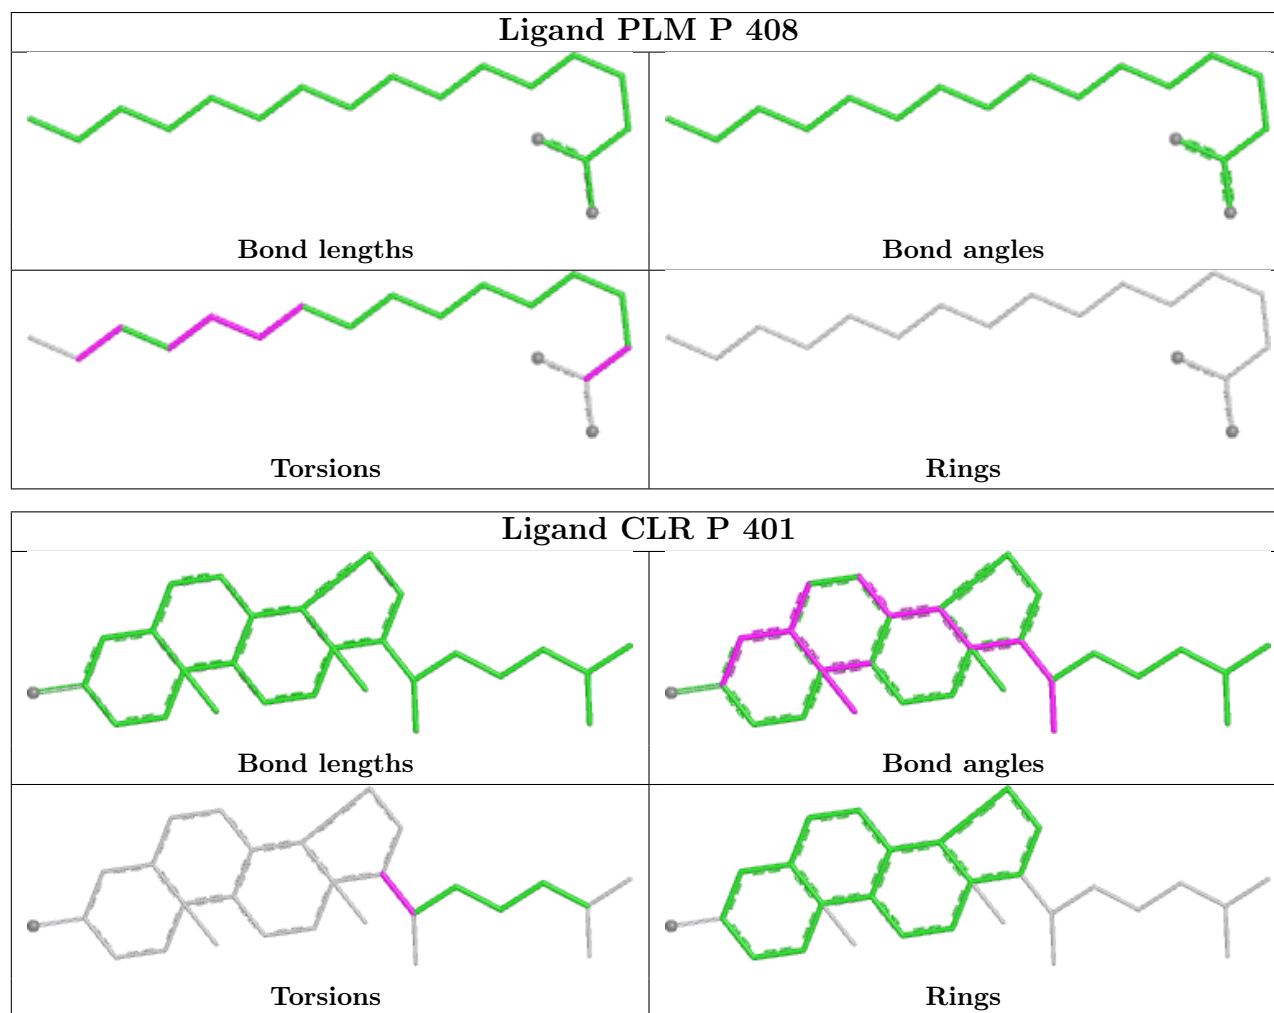 Ligand PLM P 408
Bond lengths
Bond angles
Torsions
Rings
Ligand CLR P 401
Bond lengths
Bond angles
Torsions
Rings